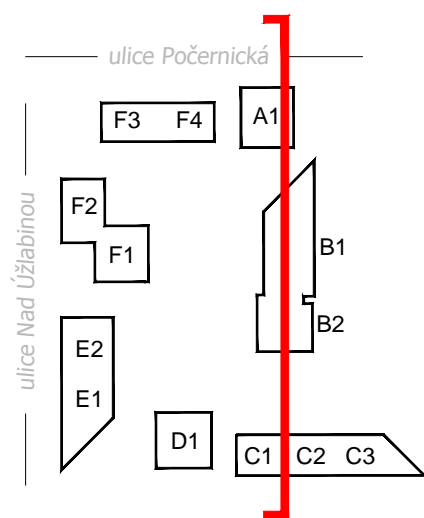 ulice Počernická
F3 F4 A1
F2
F1
B1
B2
ulice Nad Úžlabinou
E2
E1
D1
C1 C2 C3